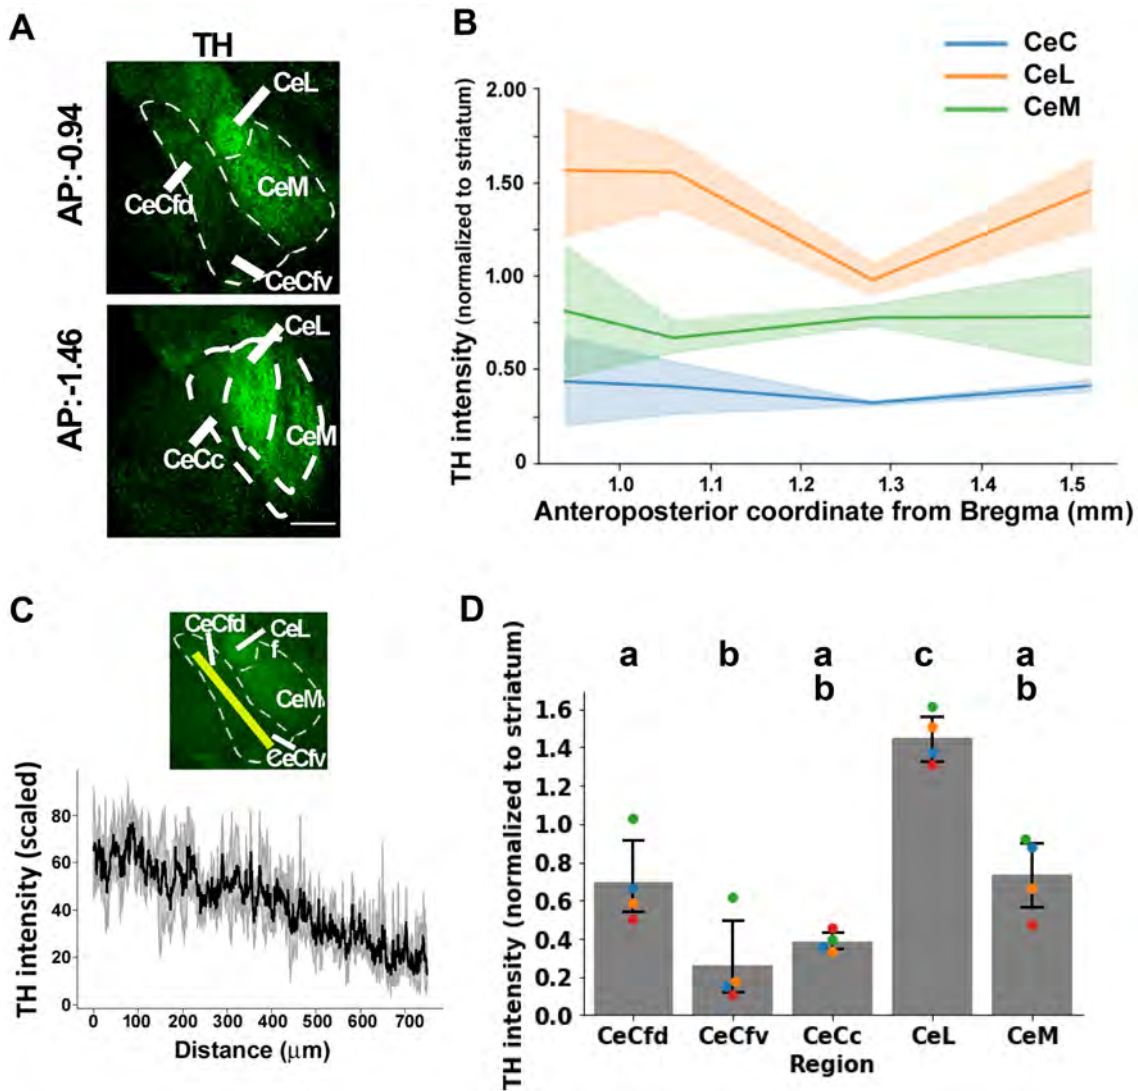 A
TH
AP:-0.94
CeL
CeM
CeCfd
CeCfv
AP:-1.46
CeL
CeM
CeCc
B
CeC
CeL
CeM
TH intensity (normalized to striatum)
2.00
1.50
1.00
0.50
0
1.0 1.1 1.2 1.3 1.4 1.5
Anteroposterior coordinate from Bregma (mm)
C
CeCfd
CeL
f
CeM
CeCfv
TH intensity (scaled)
80
60
40
20
0
0 100 200 300 400 500 600 700
Distance (μm)
D
a b a c a
b b
TH intensity (normalized to striatum)
1.6
1.4
1.2
1.0
0.8
0.6
0.4
0.2
0.0
CeCfd CeCfv CeCc CeL CeM
Region